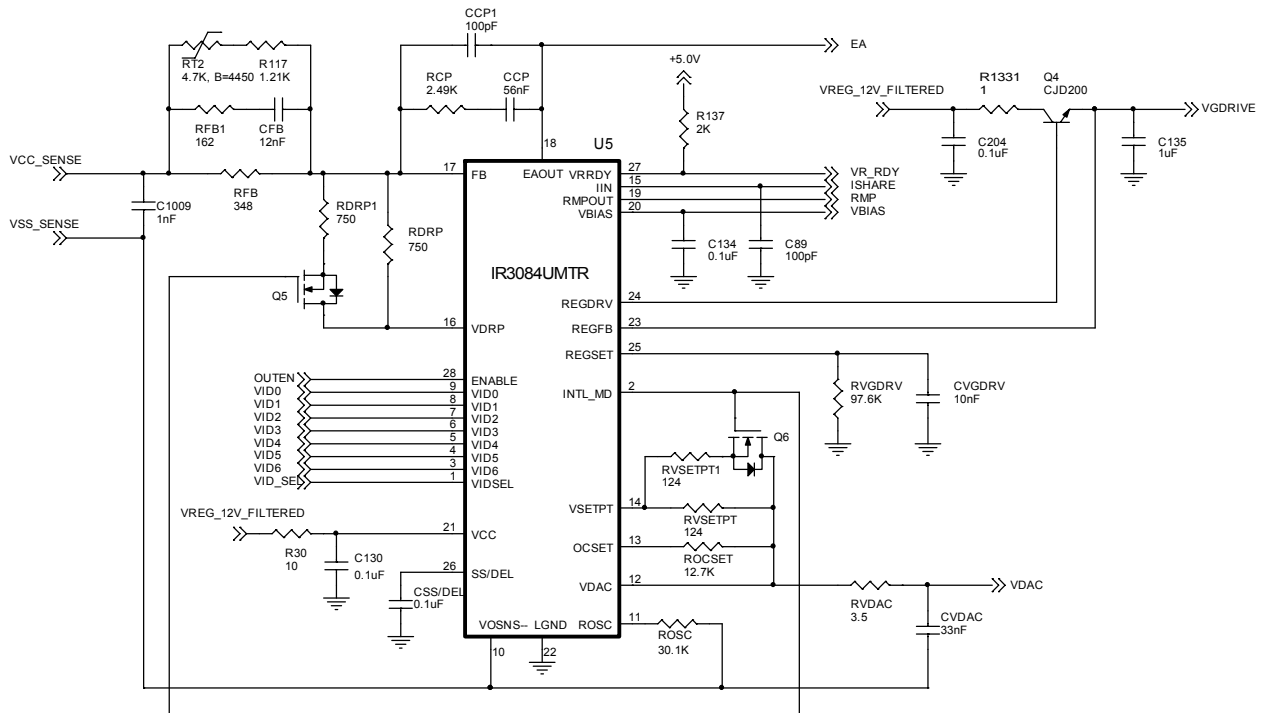 CCP1
100pF
EA
RT2
4.7K, B=4450
R117
1.21K
RCP
2.49K
CCP
56nF
+5.0V
R137
2K
VREG_12V_FILTERED
R1331
1
Q4
CJD200
VGDRIVE
C204
0.1uF
C135
1uF
RFB1
162
CFB
12nF
18
U5
VCC_SENSE
RFB
348
17
FB
EAOUT
VRRDY
27
VR_RDY
IIN
15
ISHARE
RMPOUT
19
RMP
VBIAS
20
VBIAS
C1009
1nF
VSS_SENSE
RDRP1
750
RDRP
750
C134
0.1uF
C89
100pF
IR3084UMTR
Q5
REGDRV
24
16
VDRP
REGFB
23
REGSET
25
OUTEN
28
ENABLE
VID0
9
VID0
VID1
8
VID1
VID2
7
VID2
VID3
6
VID3
VID4
5
VID4
VID5
4
VID5
VID6
3
VID6
VID_SEL
1
VIDSEL
INTL_MD
2
RVGDRV
97.6K
CVGDRV
10nF
Q6
RVSETPT1
124
VSETPT
14
RVSETPT
124
VREG_12V_FILTERED
R30
10
21
VCC
C130
0.1uF
OCSET
13
ROCSET
12.7K
26
SS/DEL
CSS/DEL
0.1uF
VDAC
12
RVDAC
3.5
VDAC
CVDAC
33nF
VOSNS--
LGND
ROSC
11
ROSC
30.1K
10
22